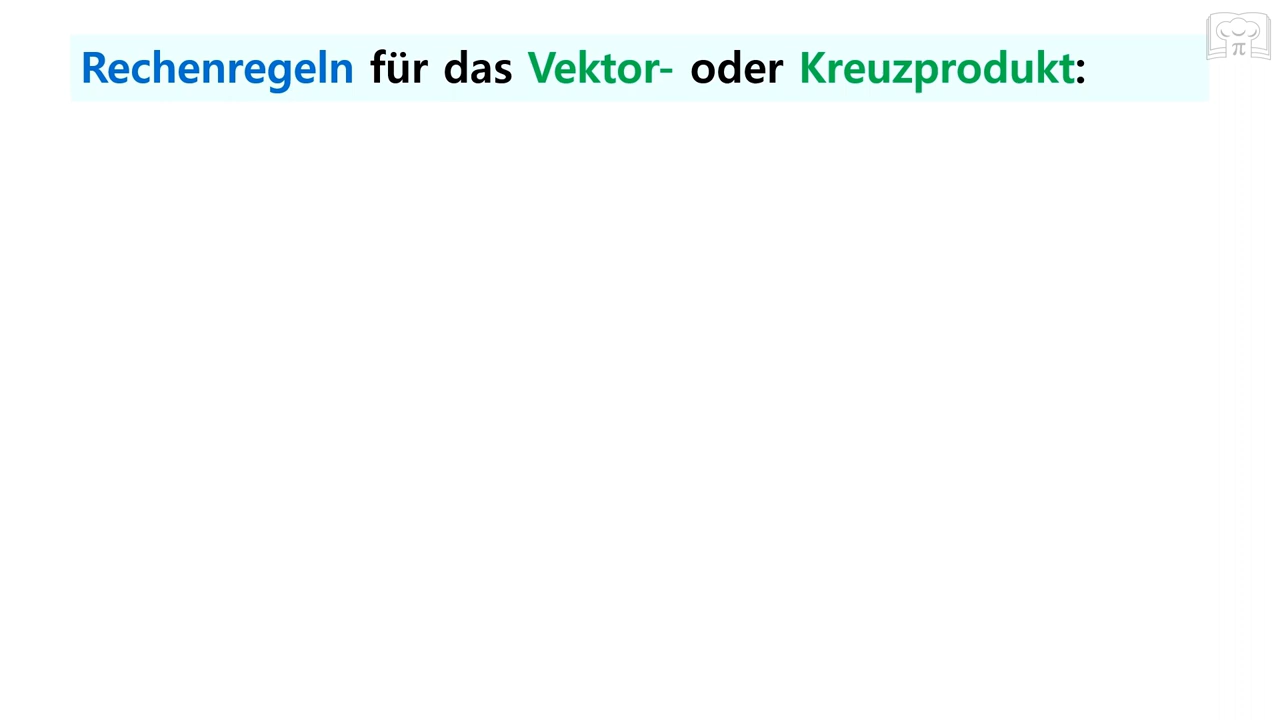 Rechenregeln für das Vektor- oder Kreuzprodukt:
π